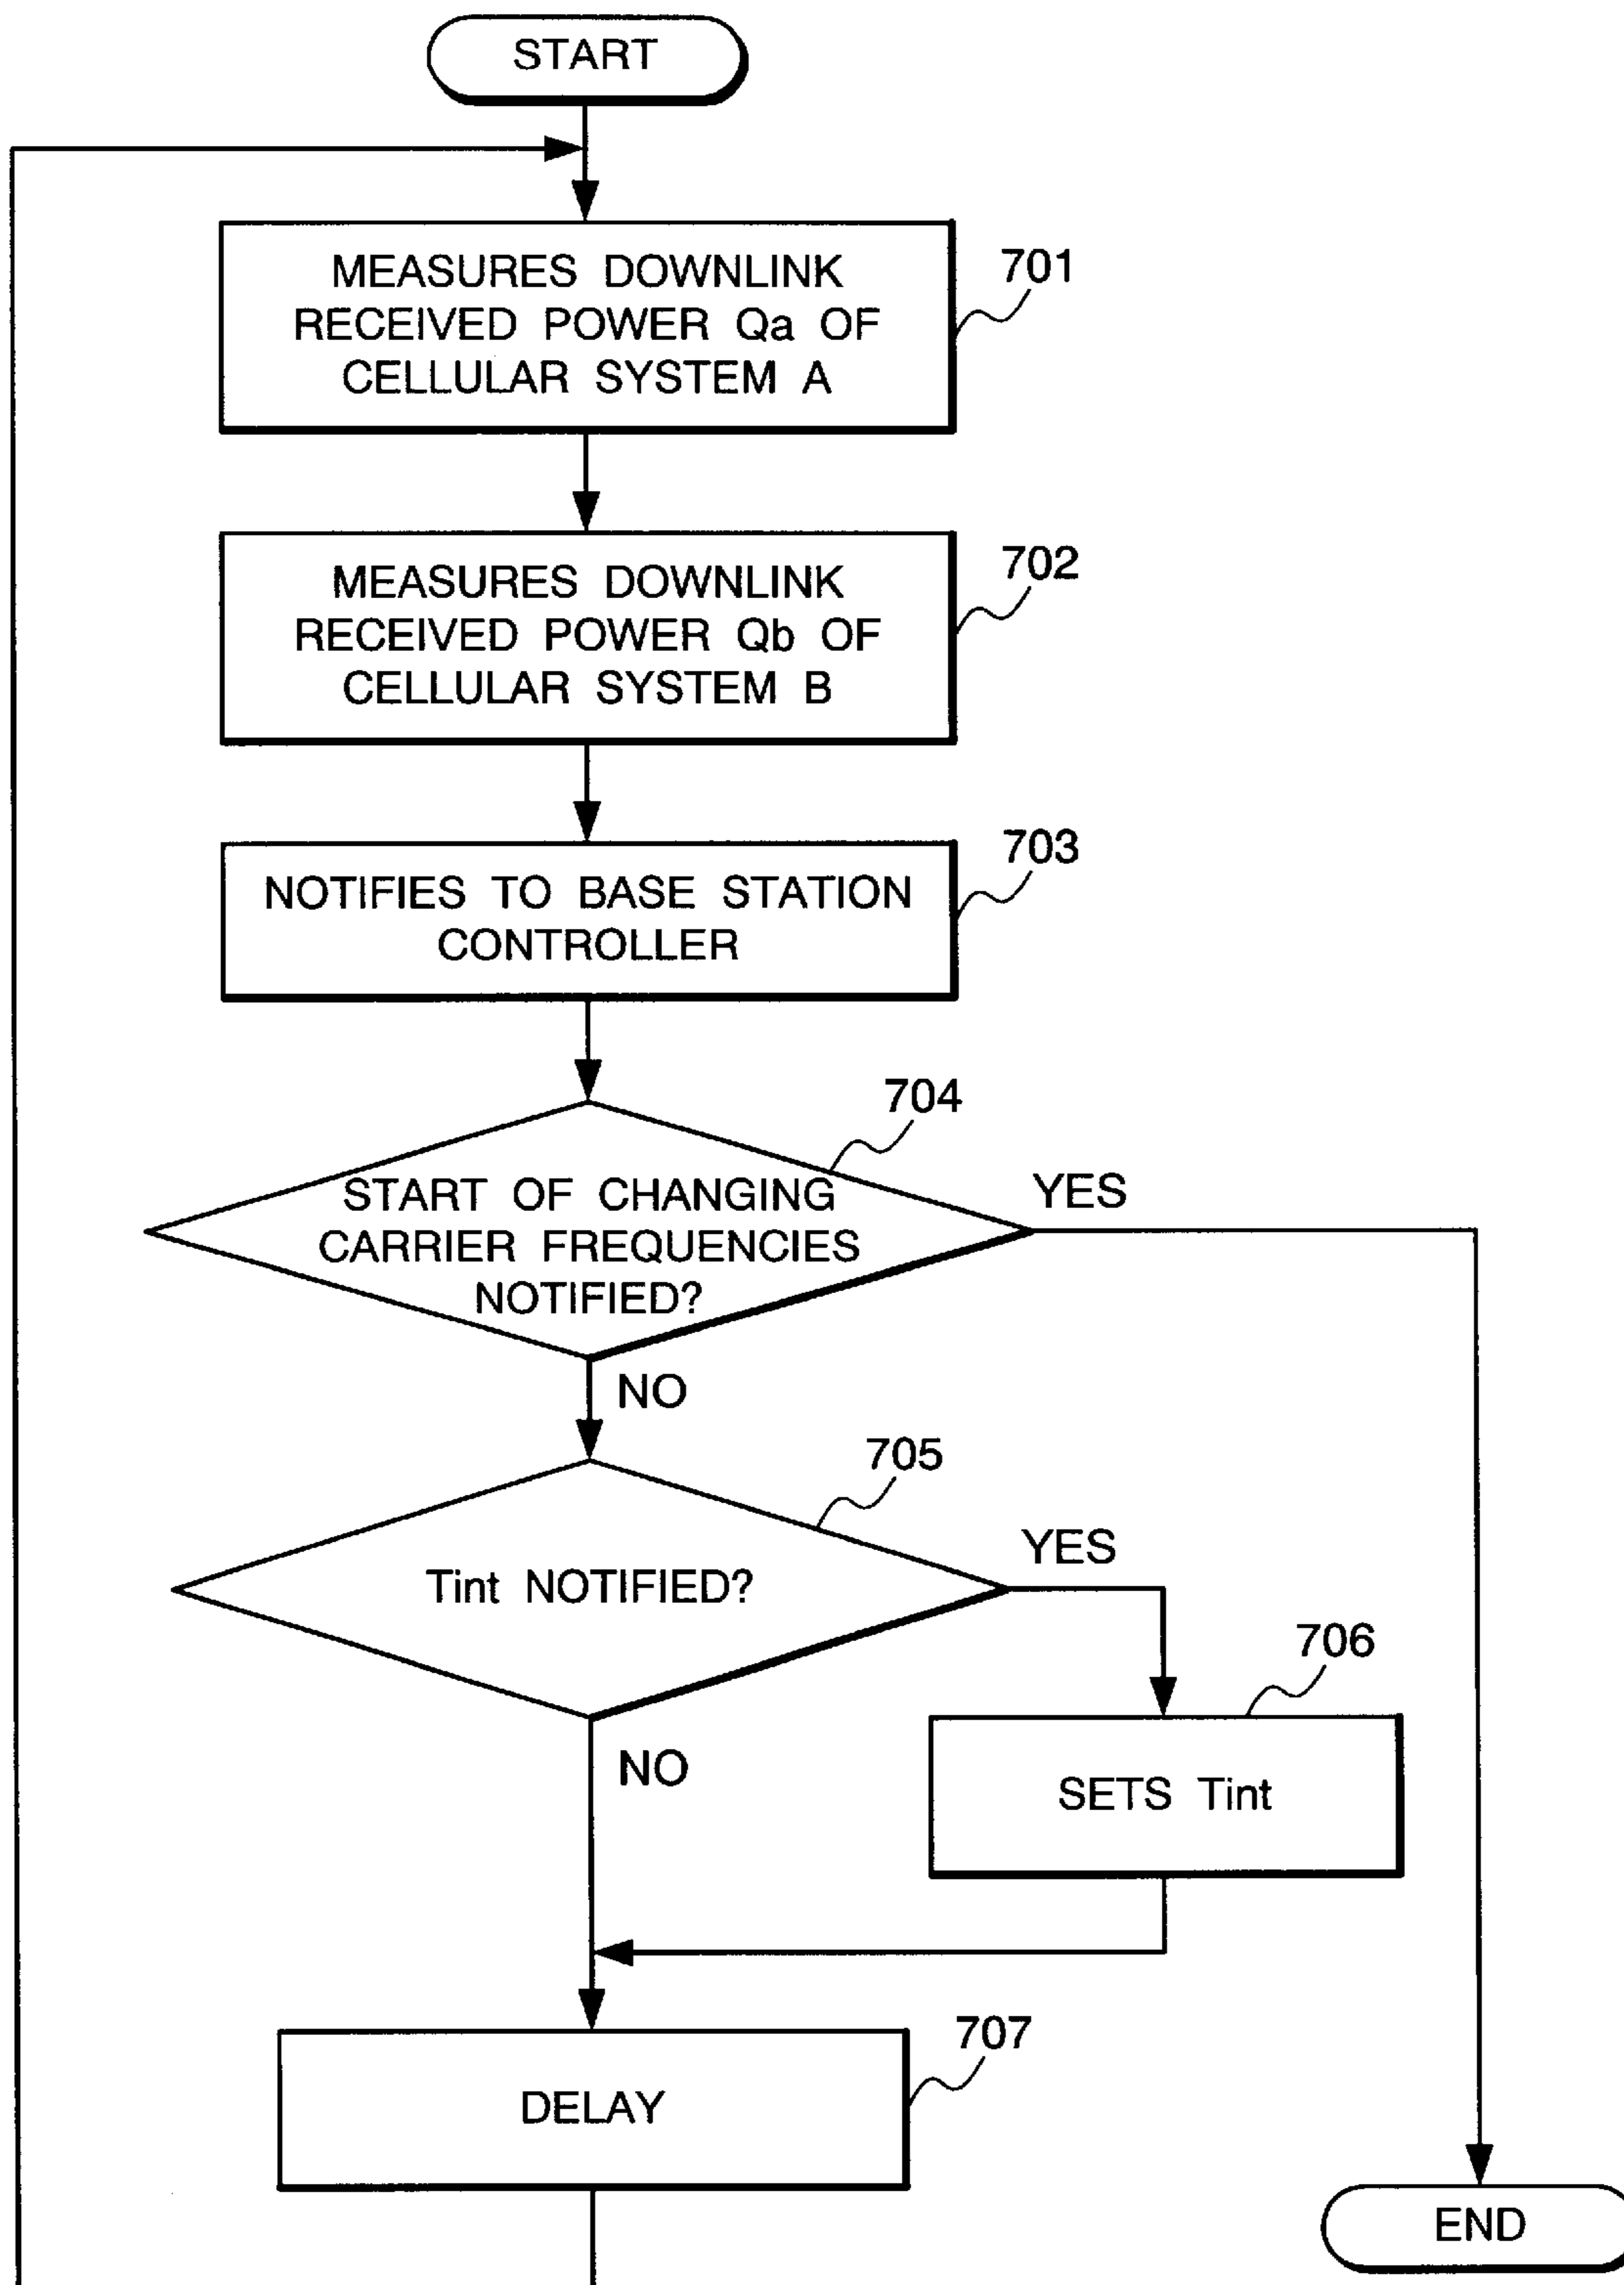 START
MEASURES DOWNLINK
RECEIVED POWER Qa OF
CELLULAR SYSTEM A
701
MEASURES DOWNLINK
RECEIVED POWER Qb OF
CELLULAR SYSTEM B
702
NOTIFIES TO BASE STATION
CONTROLLER
703
704
START OF CHANGING
CARRIER FREQUENCIES
NOTIFIED?
YES
NO
705
Tint NOTIFIED?
YES
706
NO
SETS Tint
707
DELAY
END